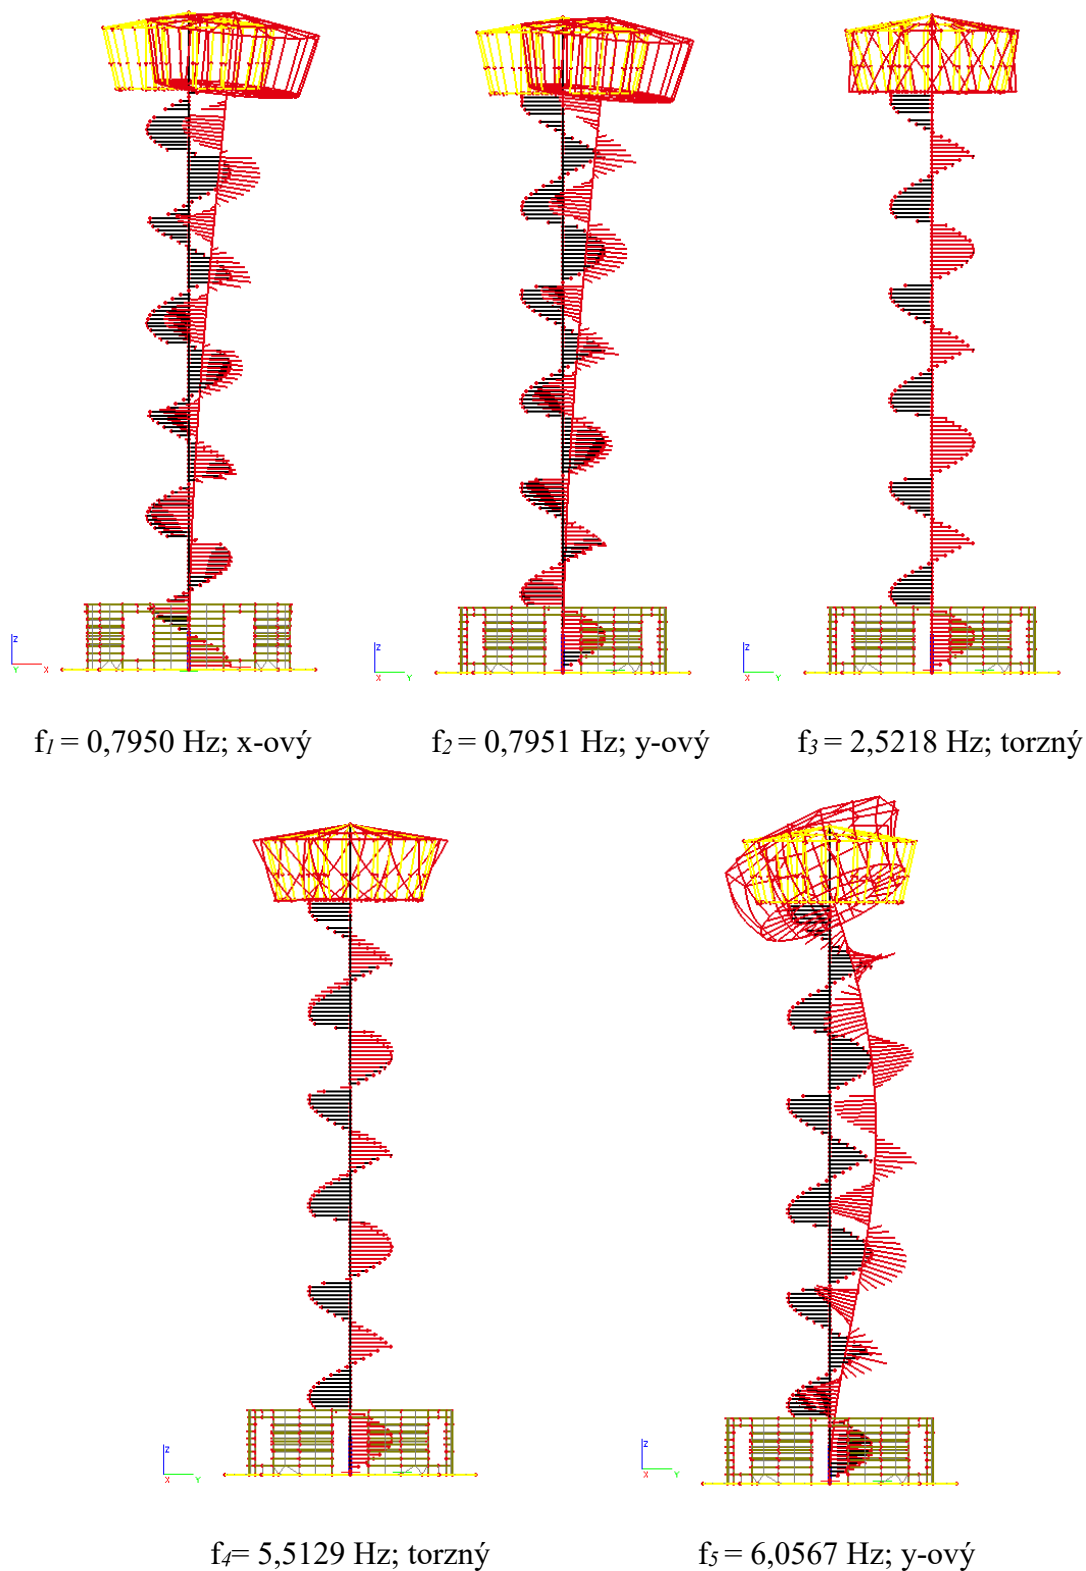 z
Y
X
z
X
Y
z
X
Y
f1 = 0,7950 Hz; x-ový
f2 = 0,7951 Hz; y-ový
f3 = 2,5218 Hz; torzný
z
X
Y
z
X
Y
f4= 5,5129 Hz; torzný
f5 = 6,0567 Hz; y-ový